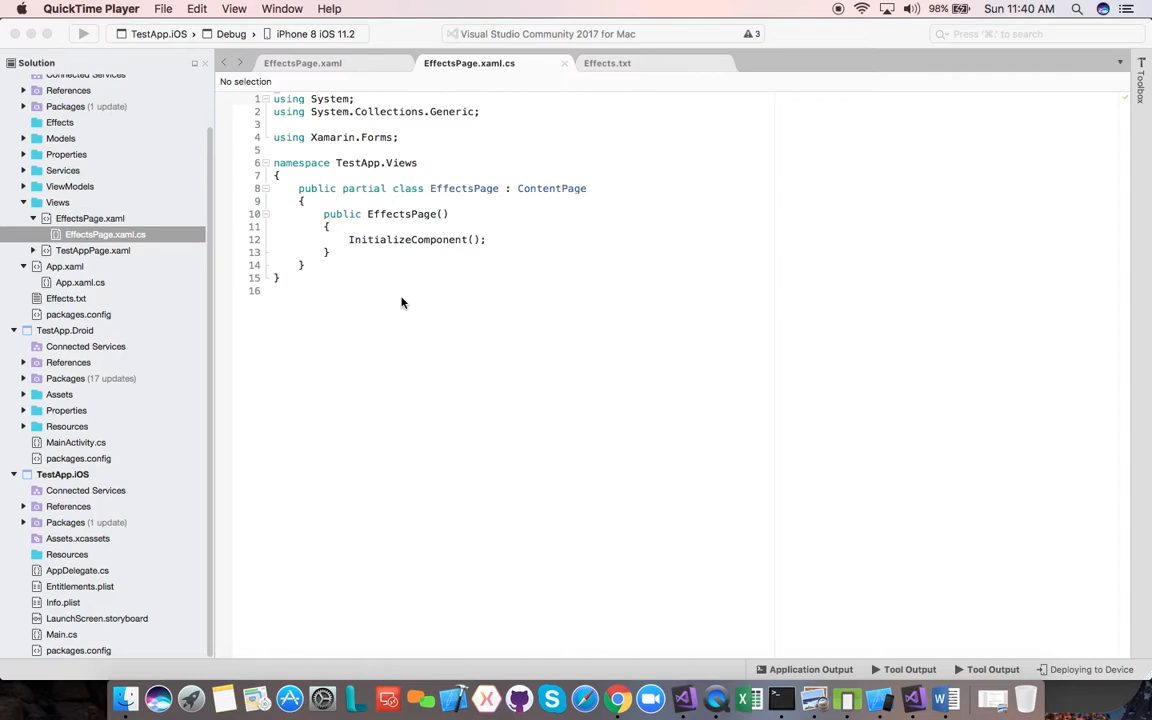 QuickTime Player File Edit View Window Help 98% Sun 11:40 AM
TestApp.iOS Debug iPhone 8 iOS 11.2 Visual Studio Community 2017 for Mac 3 Press '⌘.' to search
Solution EffectsPage.xaml EffectsPage.xaml.cs Effects.txt Toolbox
No selection
Connected Services
References
Packages (1 update)
Effects
Models
Properties
Services
ViewModels
Views
EffectsPage.xaml
EffectsPage.xaml.cs
TestAppPage.xaml
App.xaml
App.xaml.cs
Effects.txt
packages.config
TestApp.Droid
Connected Services
References
Packages (17 updates)
Assets
Properties
Resources
MainActivity.cs
packages.config
TestApp.iOS
Connected Services
References
Packages (1 update)
Assets.xcassets
Resources
AppDelegate.cs
Entitlements.plist
Info.plist
LaunchScreen.storyboard
Main.cs
packages.config
1 using System;
2 using System.Collections.Generic;
3
4 using Xamarin.Forms;
5
6 namespace TestApp.Views
7 {
8 public partial class EffectsPage : ContentPage
9 {
10 public EffectsPage()
11 {
12 InitializeComponent();
13 }
14 }
15 }
16
Application Output Tool Output Tool Output Deploying to Device